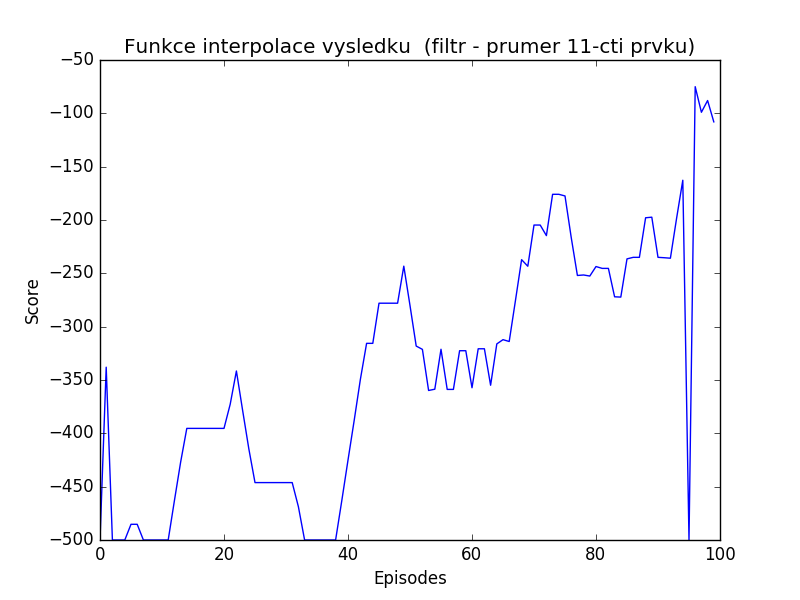 Funkce interpolace vysledku  (filtr - prumer 11-cti prvku)
−50
−100
−150
−200
−250
−300
−350
−400
−450
−500
Score
0 20 40 60 80 100
Episodes